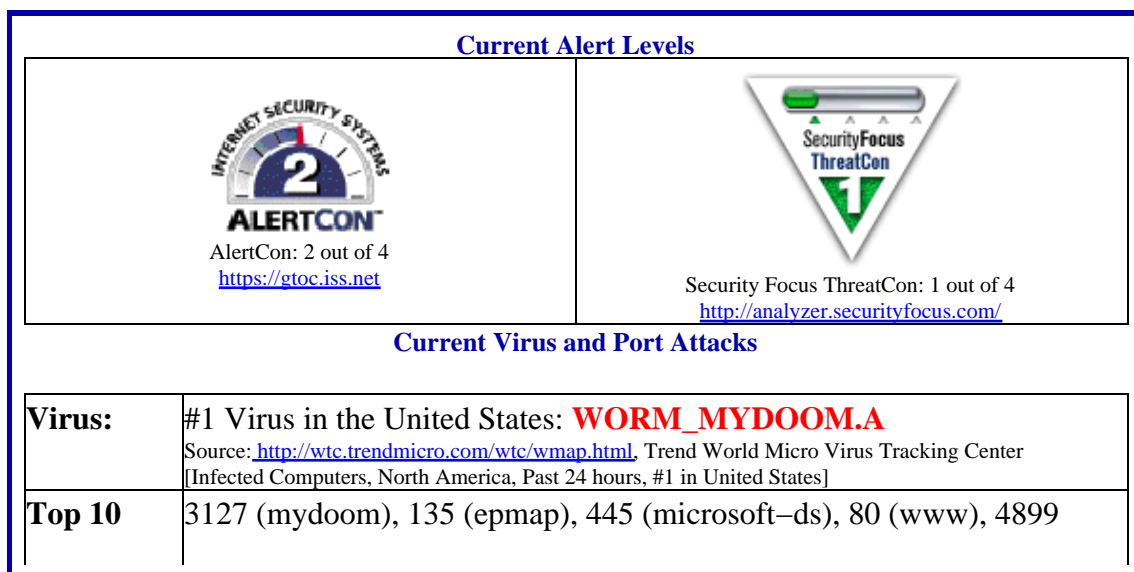 Current Alert Levels
INTERNET SECURITY SYSTEMS
2
ALERTCON™
AlertCon: 2 out of 4
https://gtoc.iss.net
SecurityFocus
ThreatCon
1
Security Focus ThreatCon: 1 out of 4
http://analyzer.securityfocus.com/
Current Virus and Port Attacks
Virus: #1 Virus in the United States: WORM_MYDOOM.A
Source: http://wtc.trendmicro.com/wtc/wmap.html, Trend World Micro Virus Tracking Center
[Infected Computers, North America, Past 24 hours, #1 in United States]
Top 10 3127 (mydoom), 135 (epmap), 445 (microsoft−ds), 80 (www), 4899